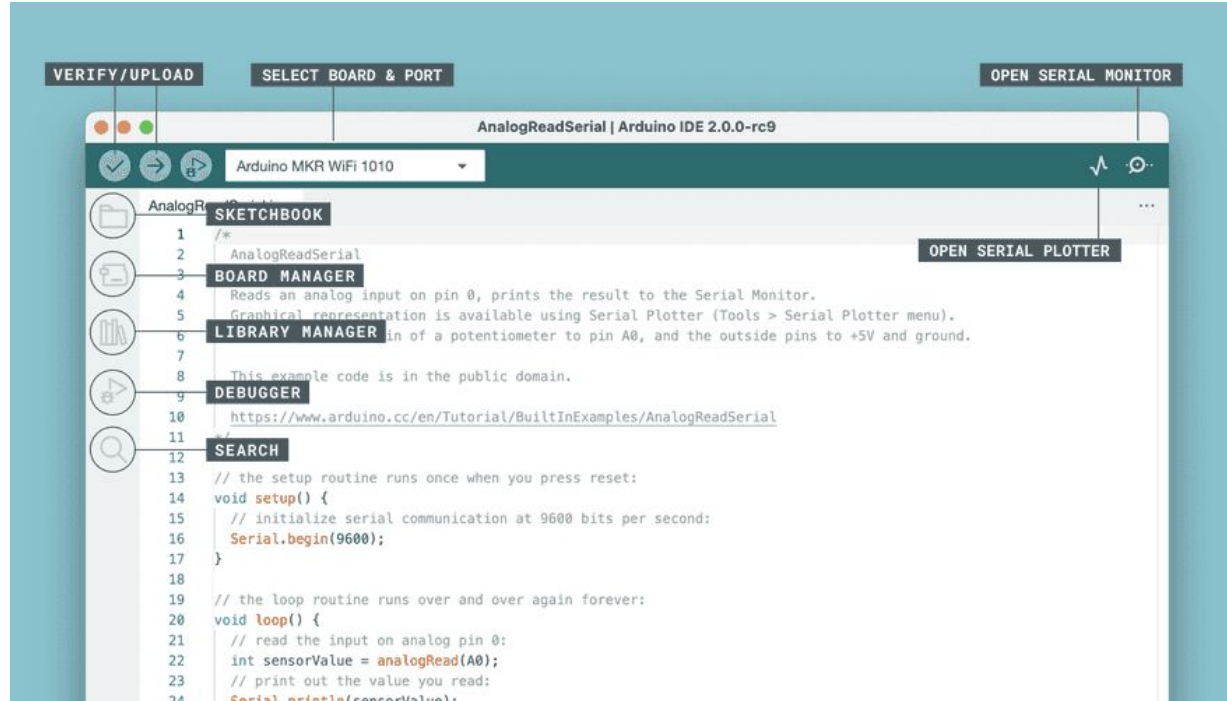 VERIFY/UPLOAD
SELECT BOARD & PORT
OPEN SERIAL MONITOR
AnalogReadSerial | Arduino IDE 2.0.0-rc9
Arduino MKR WiFi 1010
SKETCHBOOK
1 /*
OPEN SERIAL PLOTTER
2 AnalogReadSerial
BOARD MANAGER
3
4 Reads an analog input on pin 0, prints the result to the Serial Monitor.
5 Graphical representation is available using Serial Plotter (Tools > Serial Plotter menu).
LIBRARY MANAGER
6 of a potentiometer to pin A0, and the outside pins to +5V and ground.
7
8 This example code is in the public domain.
DEBUGGER
9
10 https://www.arduino.cc/en/Tutorial/BuiltInExamples/AnalogReadSerial
11 */
SEARCH
12
13 // the setup routine runs once when you press reset:
14 void setup() {
15 // initialize serial communication at 9600 bits per second:
16 Serial.begin(9600);
17 }
18
19 // the loop routine runs over and over again forever:
20 void loop() {
21 // read the input on analog pin 0:
22 int sensorValue = analogRead(A0);
23 // print out the value you read:
24 Serial.println(sensorValue);